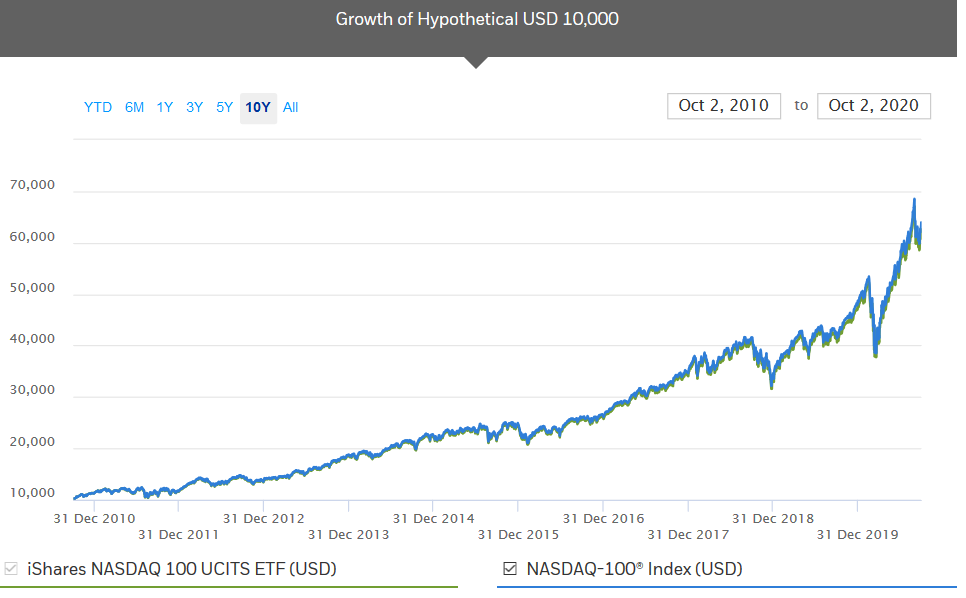 Growth of Hypothetical USD 10,000
YTD 6M 1Y 3Y 5Y 10Y All
Oct 2, 2010 to Oct 2, 2020
70,000
60,000
50,000
40,000
30,000
20,000
10,000
31 Dec 2010 31 Dec 2012 31 Dec 2014 31 Dec 2016 31 Dec 2018
31 Dec 2011 31 Dec 2013 31 Dec 2015 31 Dec 2017 31 Dec 2019
iShares NASDAQ 100 UCITS ETF (USD) NASDAQ-100® Index (USD)